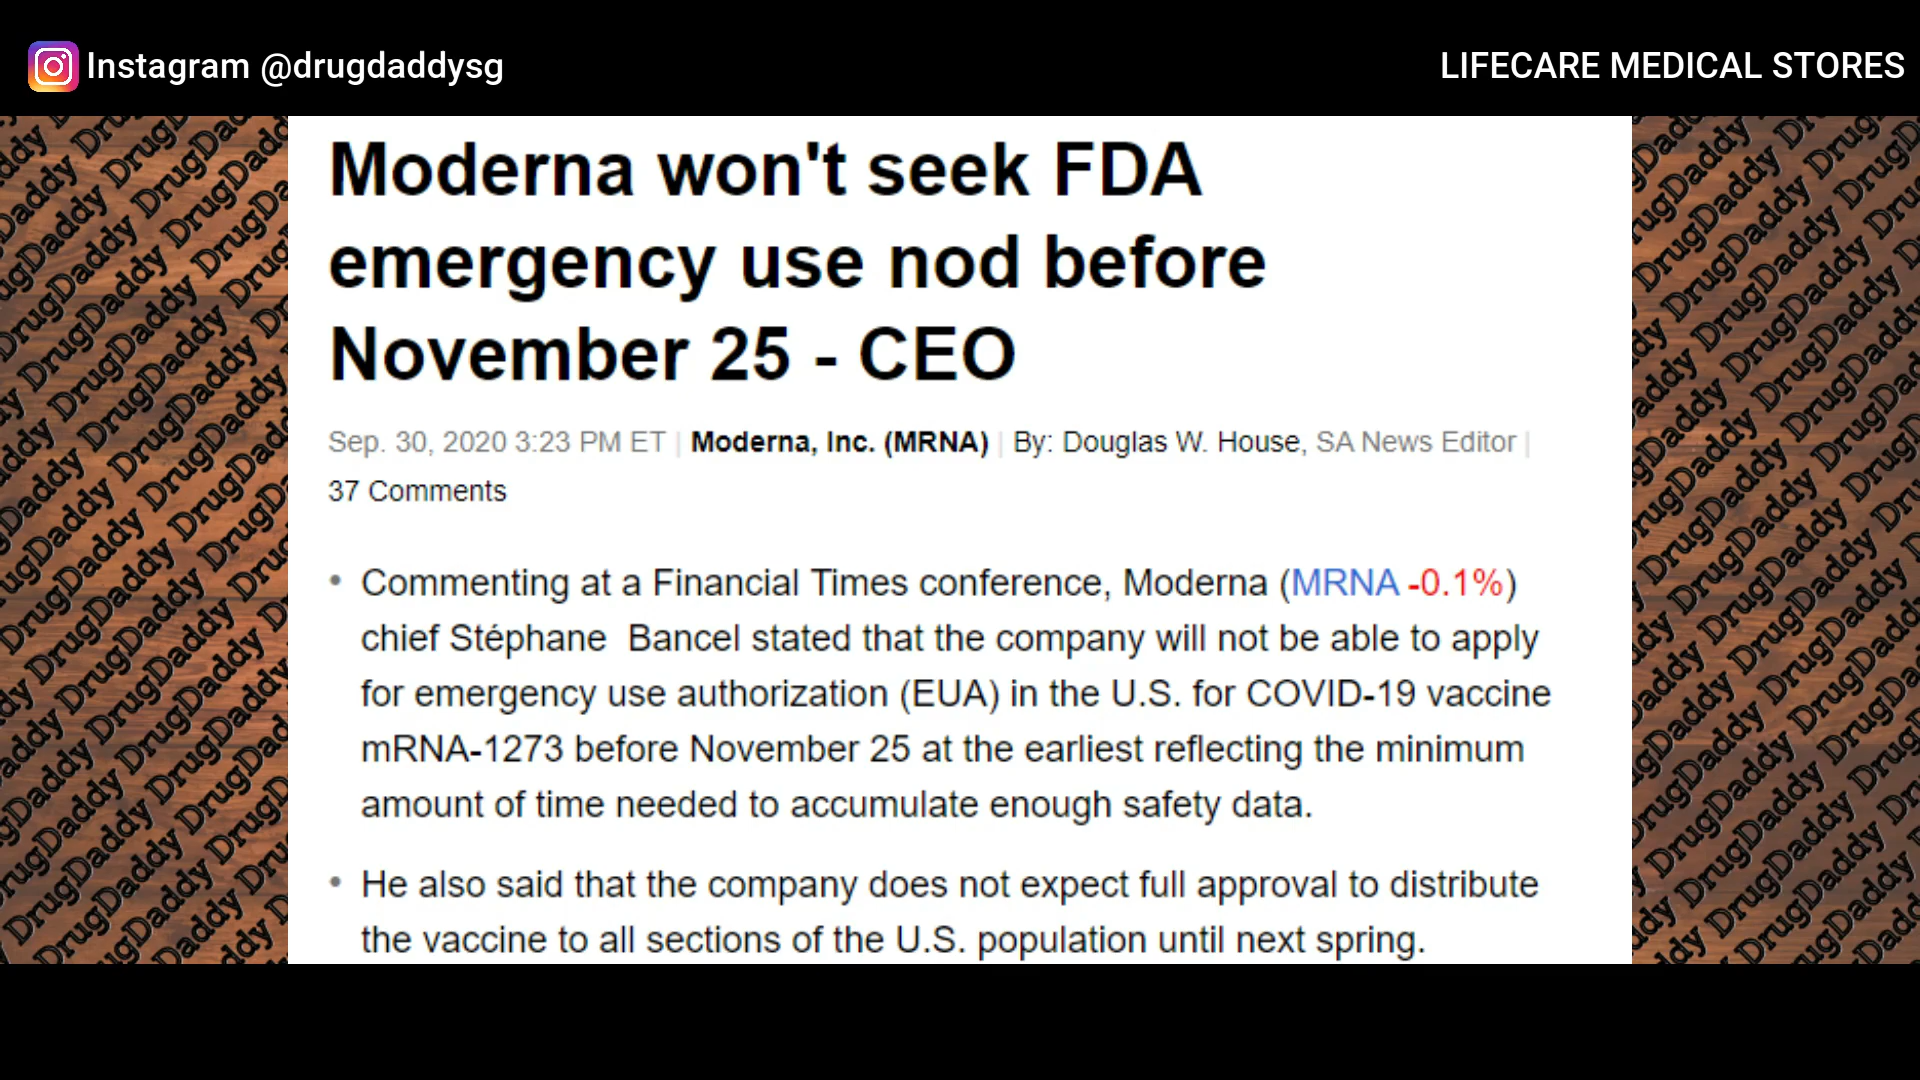 Instagram @drugdaddysg
LIFECARE MEDICAL STORES
Moderna won't seek FDA
emergency use nod before
November 25 - CEO
Sep. 30, 2020 3:23 PM ET | Moderna, Inc. (MRNA) | By: Douglas W. House, SA News Editor |
37 Comments
• Commenting at a Financial Times conference, Moderna (MRNA -0.1%)
chief Stéphane Bancel stated that the company will not be able to apply
for emergency use authorization (EUA) in the U.S. for COVID-19 vaccine
mRNA-1273 before November 25 at the earliest reflecting the minimum
amount of time needed to accumulate enough safety data.
• He also said that the company does not expect full approval to distribute
the vaccine to all sections of the U.S. population until next spring.
DrugDaddy DrugDaddy DrugDaddy